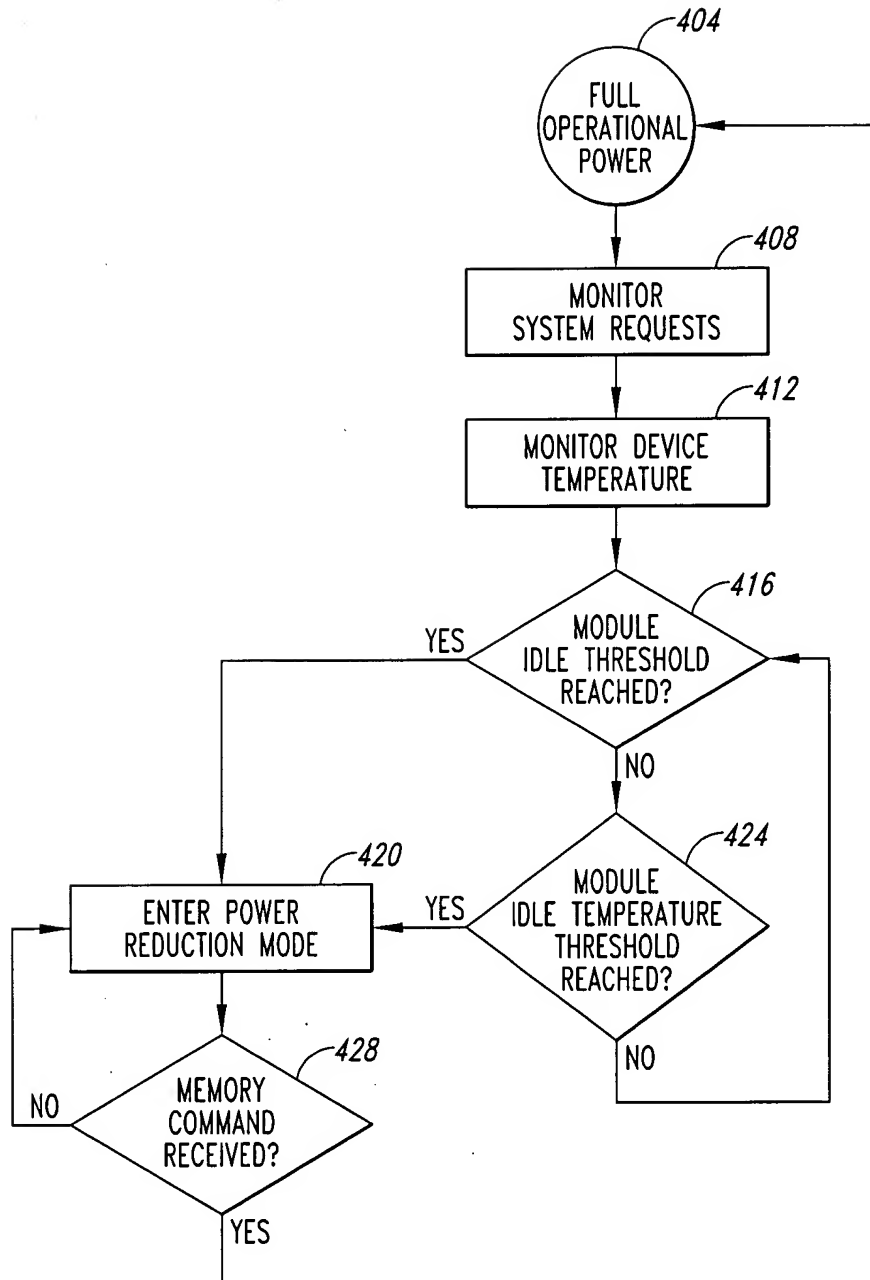 404
FULL
OPERATIONAL
POWER
408
MONITOR
SYSTEM REQUESTS
412
MONITOR DEVICE
TEMPERATURE
416
MODULE
IDLE THRESHOLD
REACHED?
YES
NO
424
MODULE
IDLE TEMPERATURE
THRESHOLD
REACHED?
YES
NO
420
ENTER POWER
REDUCTION MODE
428
MEMORY
COMMAND
RECEIVED?
NO
YES